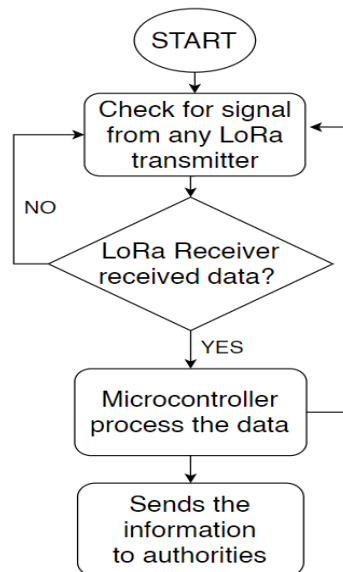 START
Check for signal
from any LoRa
transmitter
NO
LoRa Receiver
received data?
YES
Microcontroller
process the data
Sends the
information
to authorities